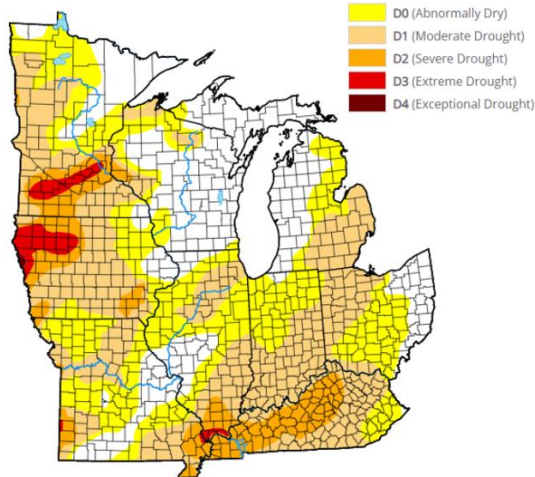 D0 (Abnormally Dry)
D1 (Moderate Drought)
D2 (Severe Drought)
D3 (Extreme Drought)
D4 (Exceptional Drought)